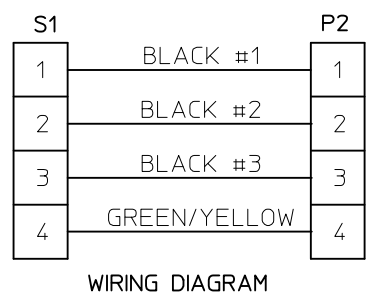 S1 P2
1 BLACK #1 1
2 BLACK #2 2
3 BLACK #3 3
4 GREEN/YELLOW 4
WIRING DIAGRAM